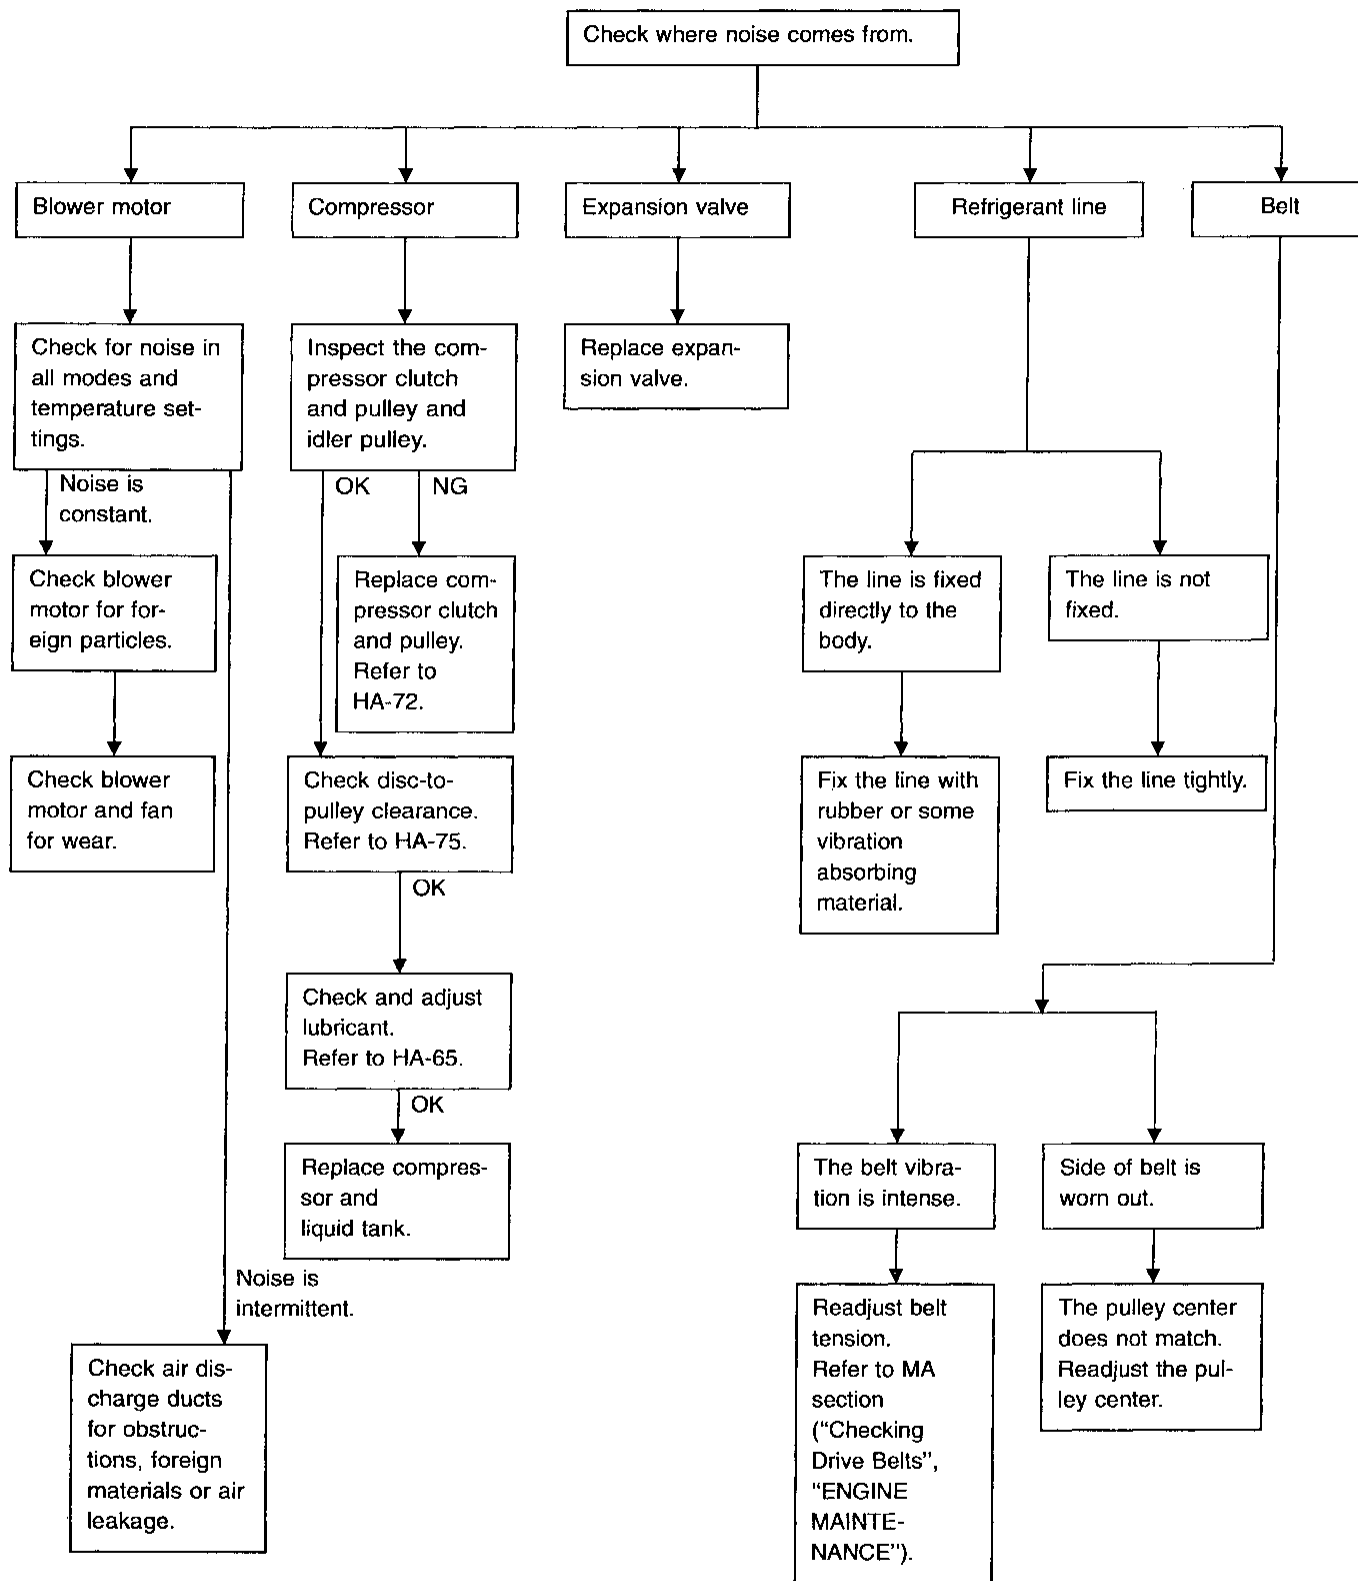 Check where noise comes from.
Blower motor
Compressor
Expansion valve
Refrigerant line
Belt
Check for noise in
all modes and
temperature set-
tings.
Inspect the com-
pressor clutch
and pulley and
idler pulley.
Replace expan-
sion valve.
Noise is
constant.
OK
NG
Check blower
motor for for-
eign particles.
Replace com-
pressor clutch
and pulley.
Refer to
HA-72.
The line is fixed
directly to the
body.
The line is not
fixed.
Check blower
motor and fan
for wear.
Check disc-to-
pulley clearance.
Refer to HA-75.
Fix the line with
rubber or some
vibration
absorbing
material.
Fix the line tightly.
OK
Check and adjust
lubricant.
Refer to HA-65.
OK
Replace compres-
sor and
liquid tank.
The belt vibra-
tion is intense.
Side of belt is
worn out.
Noise is
intermittent.
Readjust belt
tension.
Refer to MA
section
("Checking
Drive Belts",
"ENGINE
MAINTE-
NANCE").
The pulley center
does not match.
Readjust the pul-
ley center.
Check air dis-
charge ducts
for obstruc-
tions, foreign
materials or air
leakage.